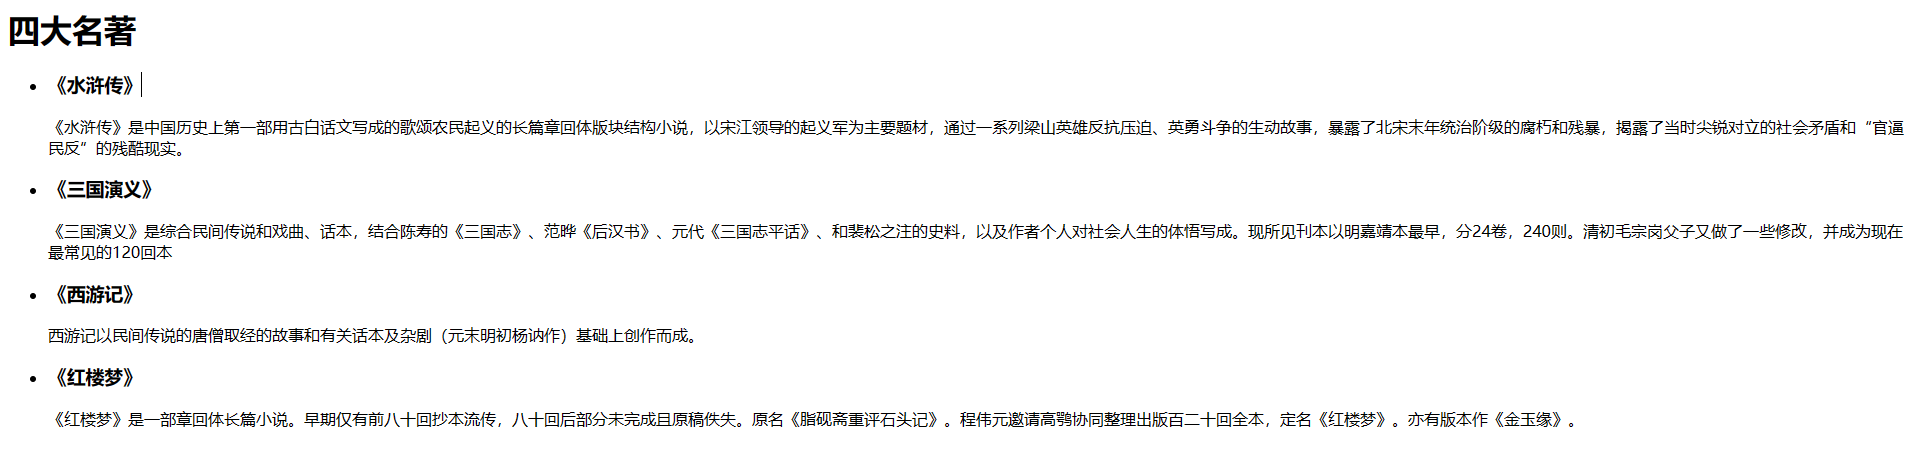 四大名著
《水浒传》
《水浒传》是中国历史上第一部用古白话文写成的歌颂农民起义的长篇章回体版块结构小说，以宋江领导的起义军为主要题材，通过一系列梁山英雄反抗压迫、英勇斗争的生动故事，暴露了北宋末年统治阶级的腐朽和残暴，揭露了当时尖锐对立的社会矛盾和“官逼
民反”的残酷现实。
《三国演义》
《三国演义》是综合民间传说和戏曲、话本，结合陈寿的《三国志》、范晔《后汉书》、元代《三国志平话》、和裴松之注的史料，以及作者个人对社会人生的体悟写成。现所见刊本以明嘉靖本最早，分24卷，240则。清初毛宗岗父子又做了一些修改，并成为现在
最常见的120回本
《西游记》
西游记以民间传说的唐僧取经的故事和有关话本及杂剧（元末明初杨讷作）基础上创作而成。
《红楼梦》
《红楼梦》是一部章回体长篇小说。早期仅有前八十回抄本流传，八十回后部分未完成且原稿佚失。原名《脂砚斋重评石头记》。程伟元邀请高鹗协同整理出版百二十回全本，定名《红楼梦》。亦有版本作《金玉缘》。